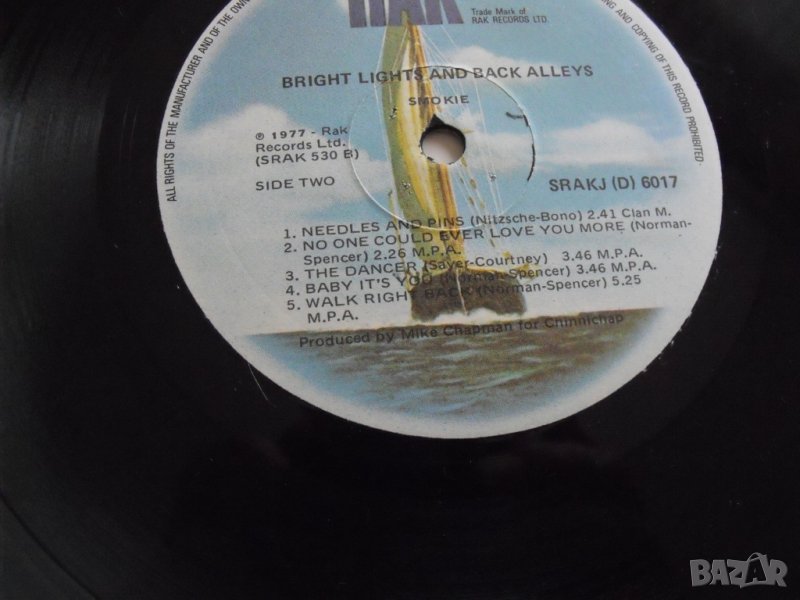 RAK
Trade Mark of
RAK RECORDS LTD.
ALL RIGHTS OF THE MANUFACTURER AND OF THE OWN
ING AND COPYING OF THIS RECORD PROHIBITED.
BRIGHT LIGHTS AND BACK ALLEYS
SMOKIE
℗ 1977 - Rak
Records Ltd.
(SRAK 530 B)
SIDE TWO
SRAKJ (D) 6017
1. NEEDLES AND PINS (Nitzsche-Bono) 2.41 Clan M.
2. NO ONE COULD EVER LOVE YOU MORE (Norman-
Spencer) 2.26 M.P.A.
3. THE DANCER (Sayer-Courtney) 3.46 M.P.A.
4. BABY IT'S YOU (Norman-Spencer) 3.46 M.P.A.
5. WALK RIGHT BACK (Norman-Spencer) 5.25
M.P.A.
Produced by Mike Chapman for Chinnichap
BAZAR